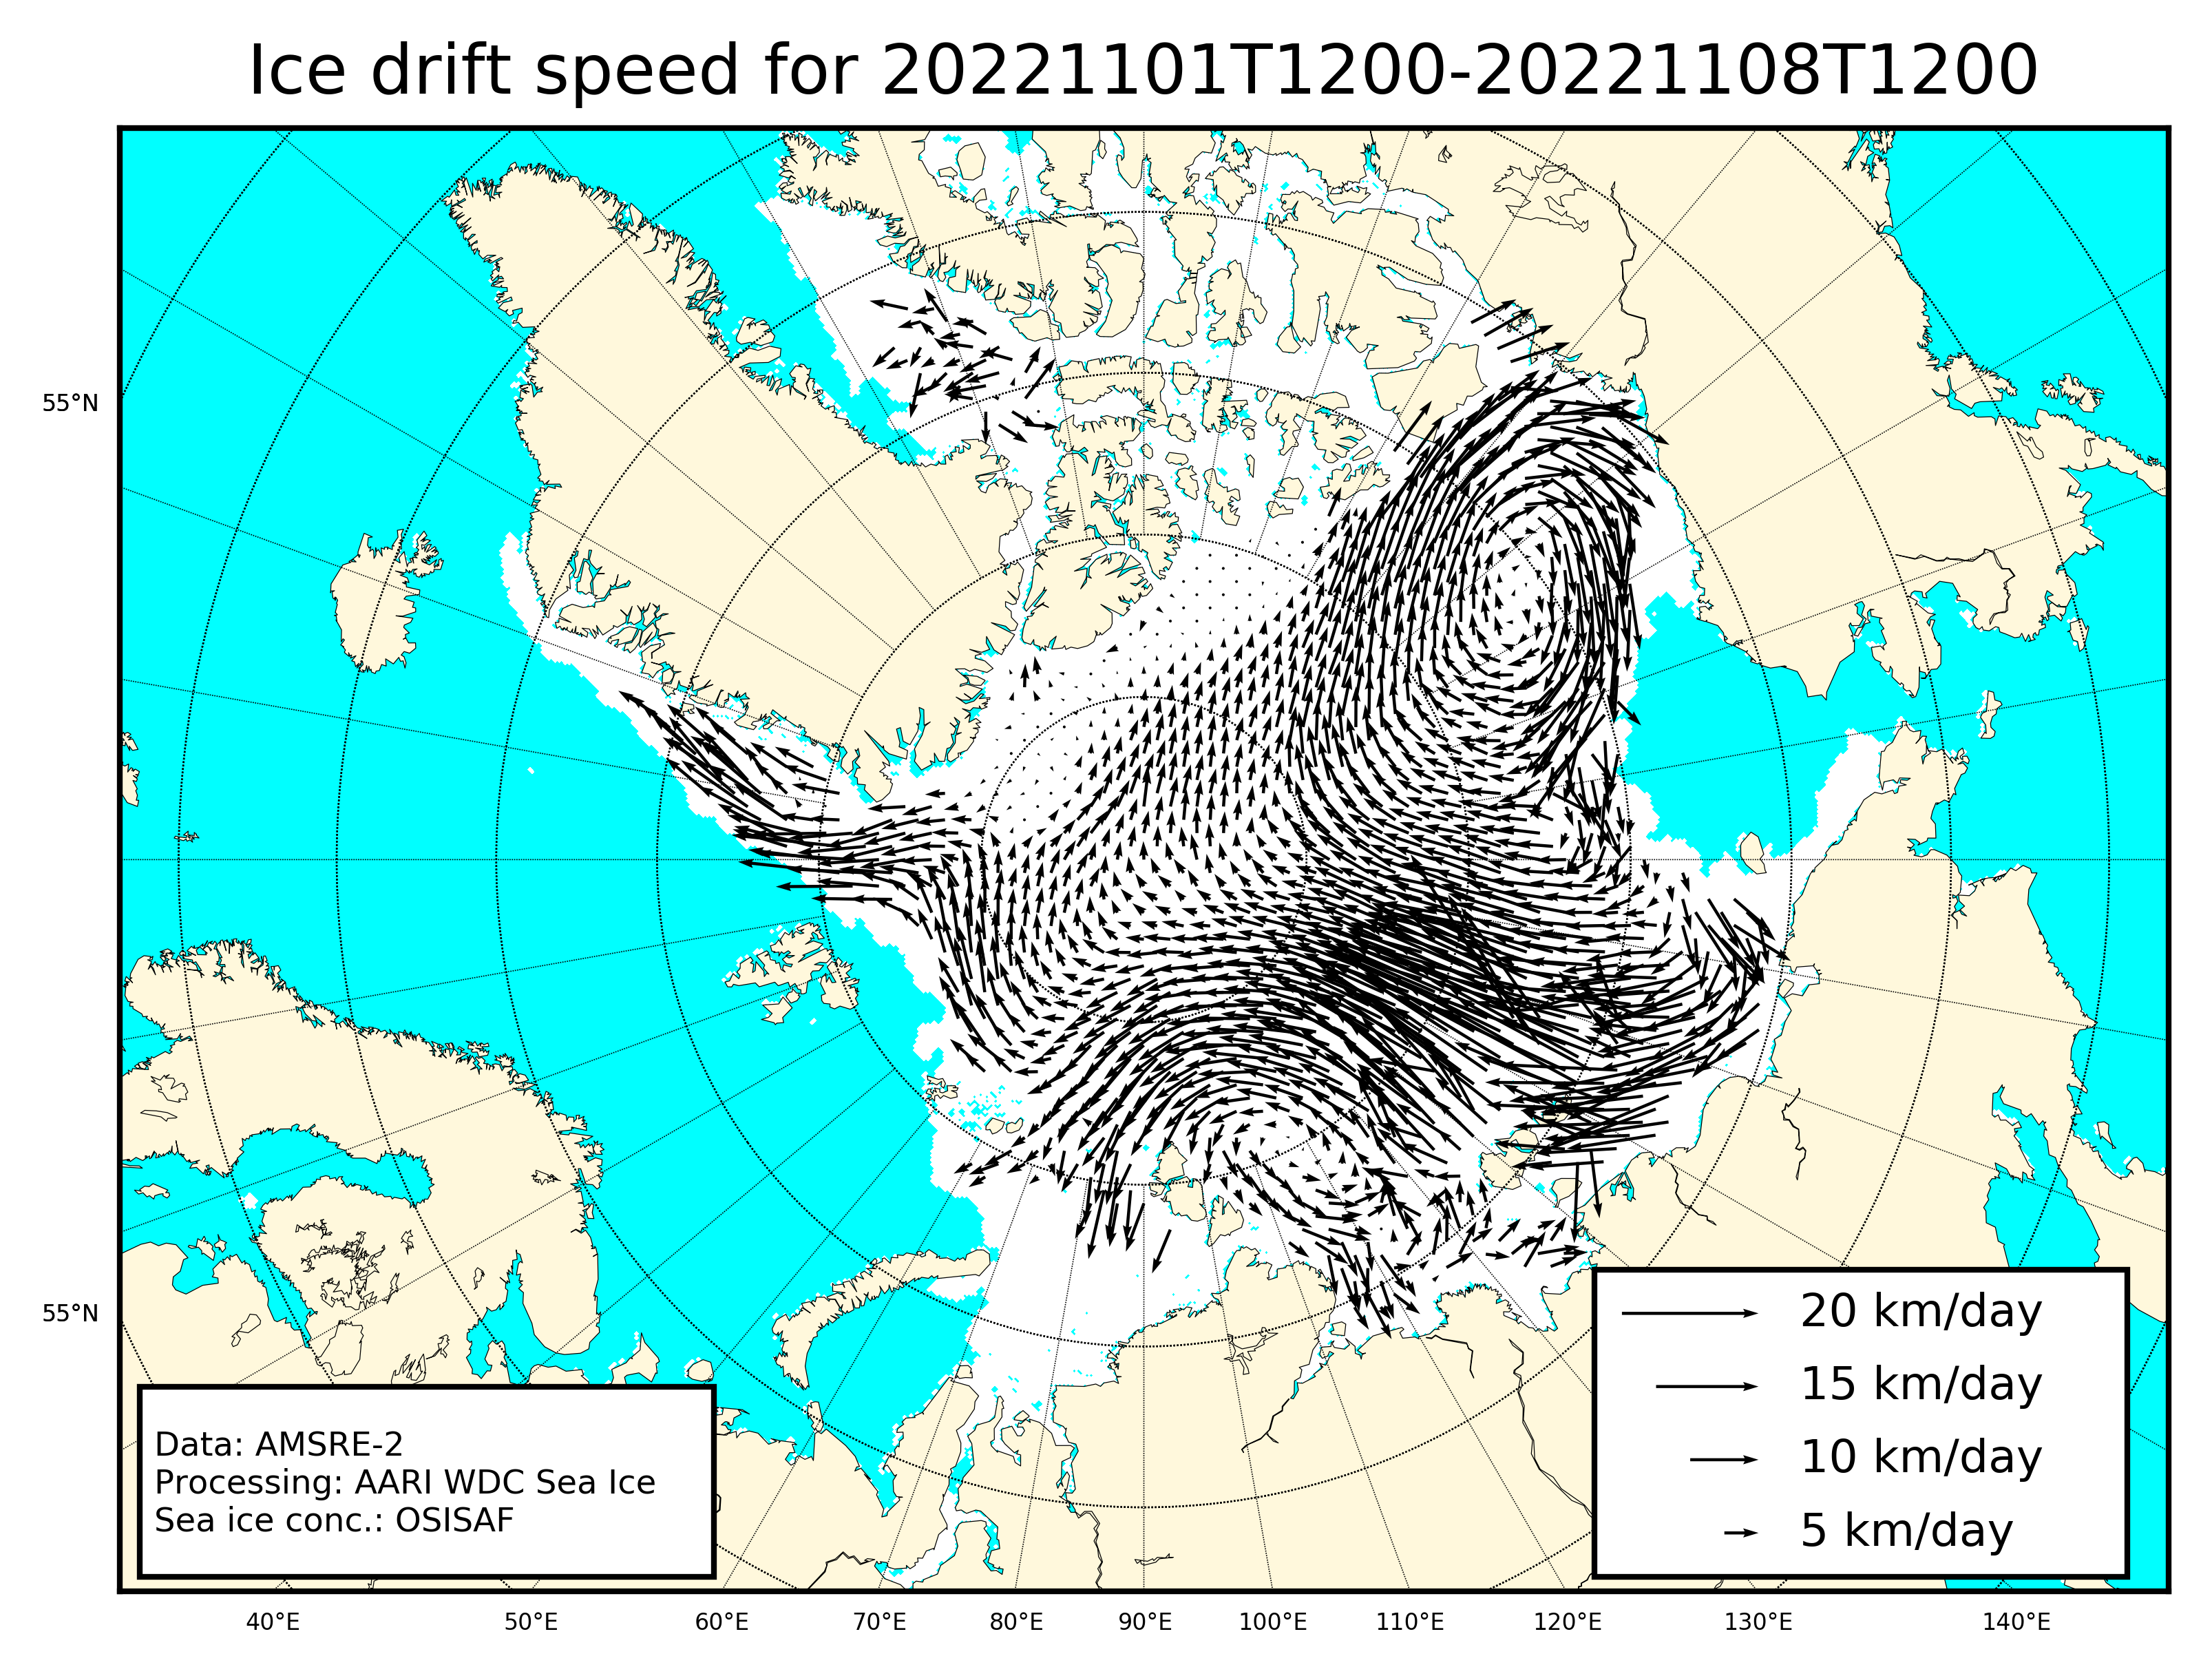 Ice drift speed for 20221101T1200-20221108T1200
55°N
55°N
20 km/day
15 km/day
10 km/day
5 km/day
Data: AMSRE-2
Processing: AARI WDC Sea Ice
Sea ice conc.: OSISAF
40°E 50°E 60°E 70°E 80°E 90°E 100°E 110°E 120°E 130°E 140°E